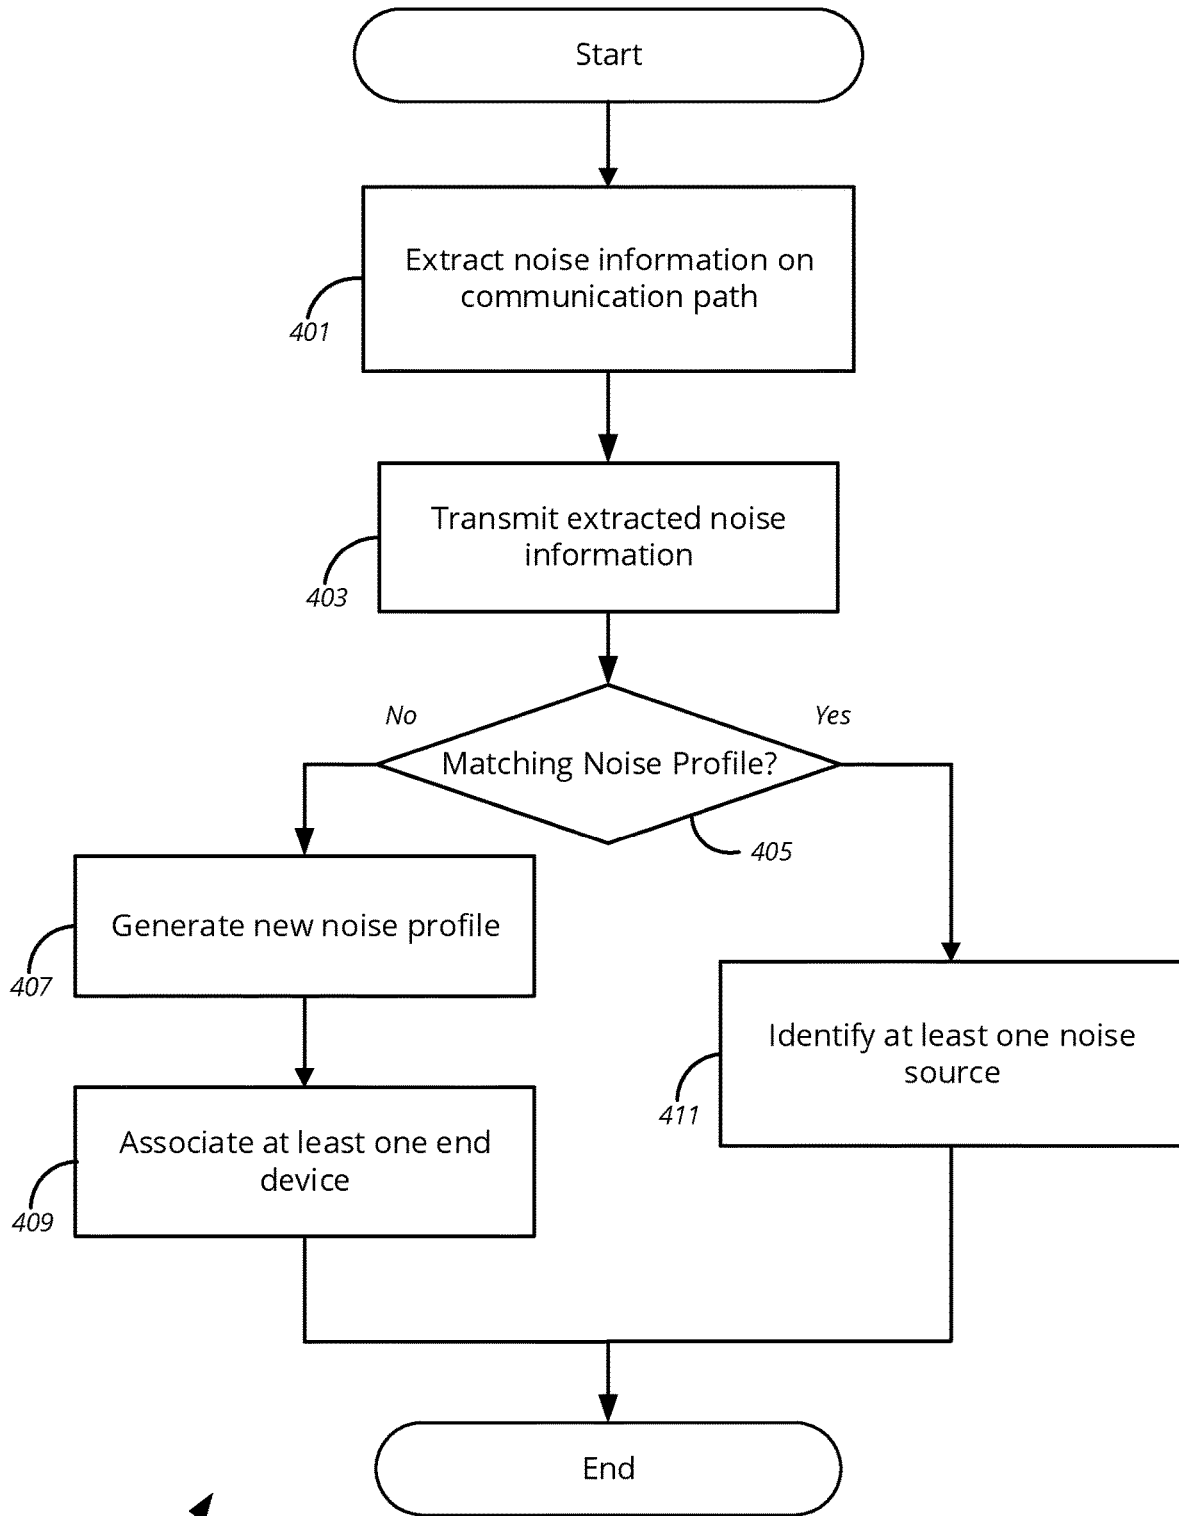 Start
Extract noise information on
communication path
401
Transmit extracted noise
information
403
No
Yes
Matching Noise Profile?
405
Generate new noise profile
407
Identify at least one noise
source
411
Associate at least one end
device
409
End